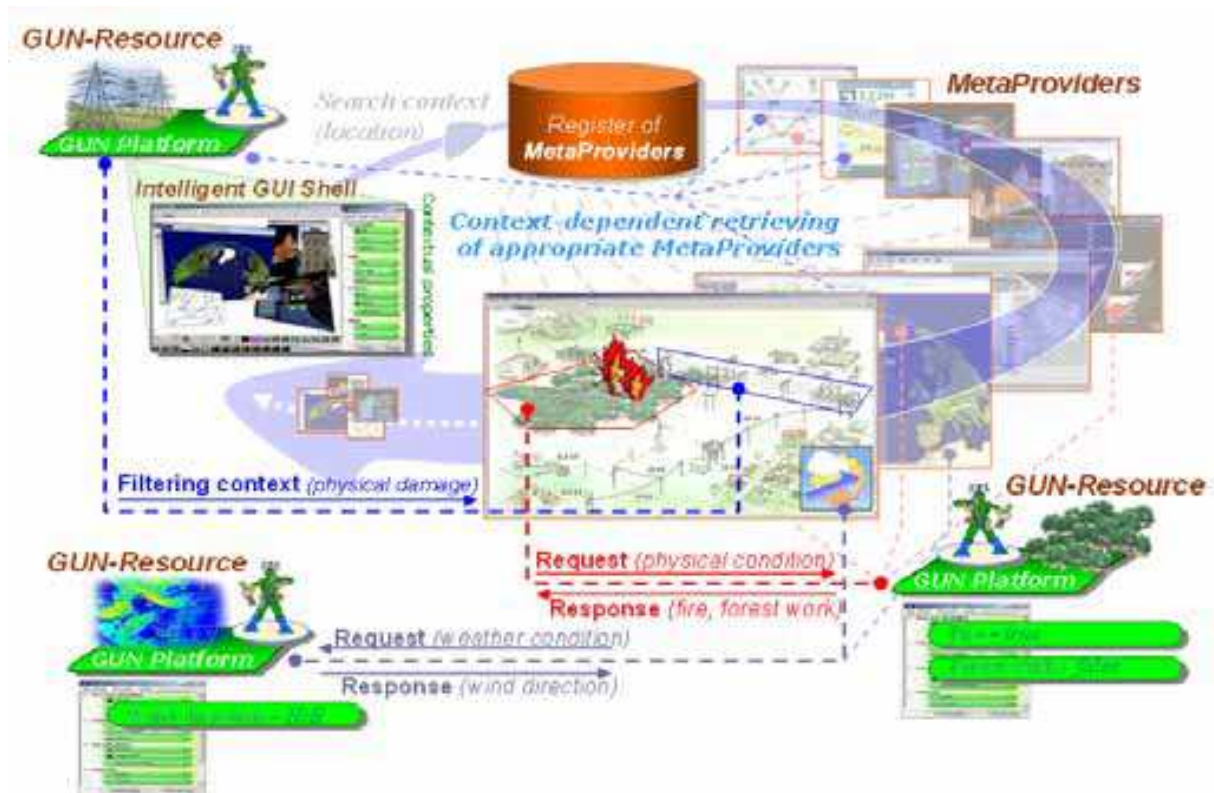 GUN-Resource
GUN Platform
Search context
(location)
Register of
MetaProviders
MetaProviders
Intelligent GUI Shell
Contextual properties
Context-dependent retrieving
of appropriate MetaProviders
Filtering context (physical damage)
GUN-Resource
GUN Platform
Request (physical condition)
Response (fire, forest work)
GUN-Resource
GUN Platform
Request (weather condition)
Response (wind direction)